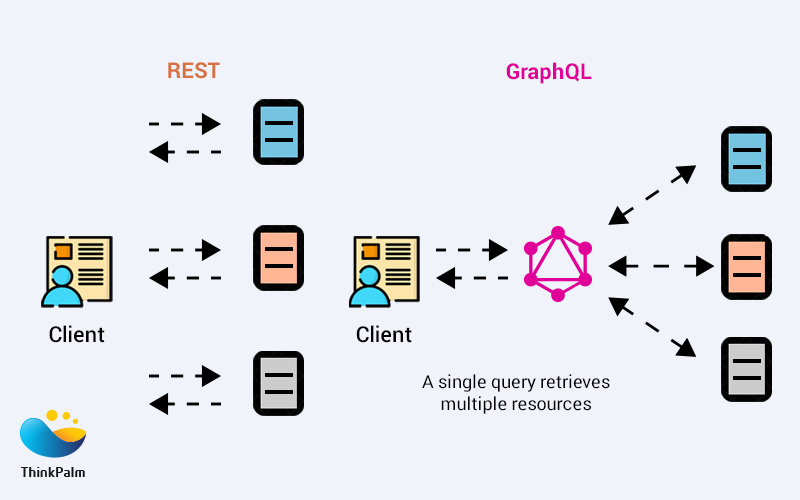 REST
GraphQL
Client
Client
A single query retrieves
multiple resources
ThinkPalm